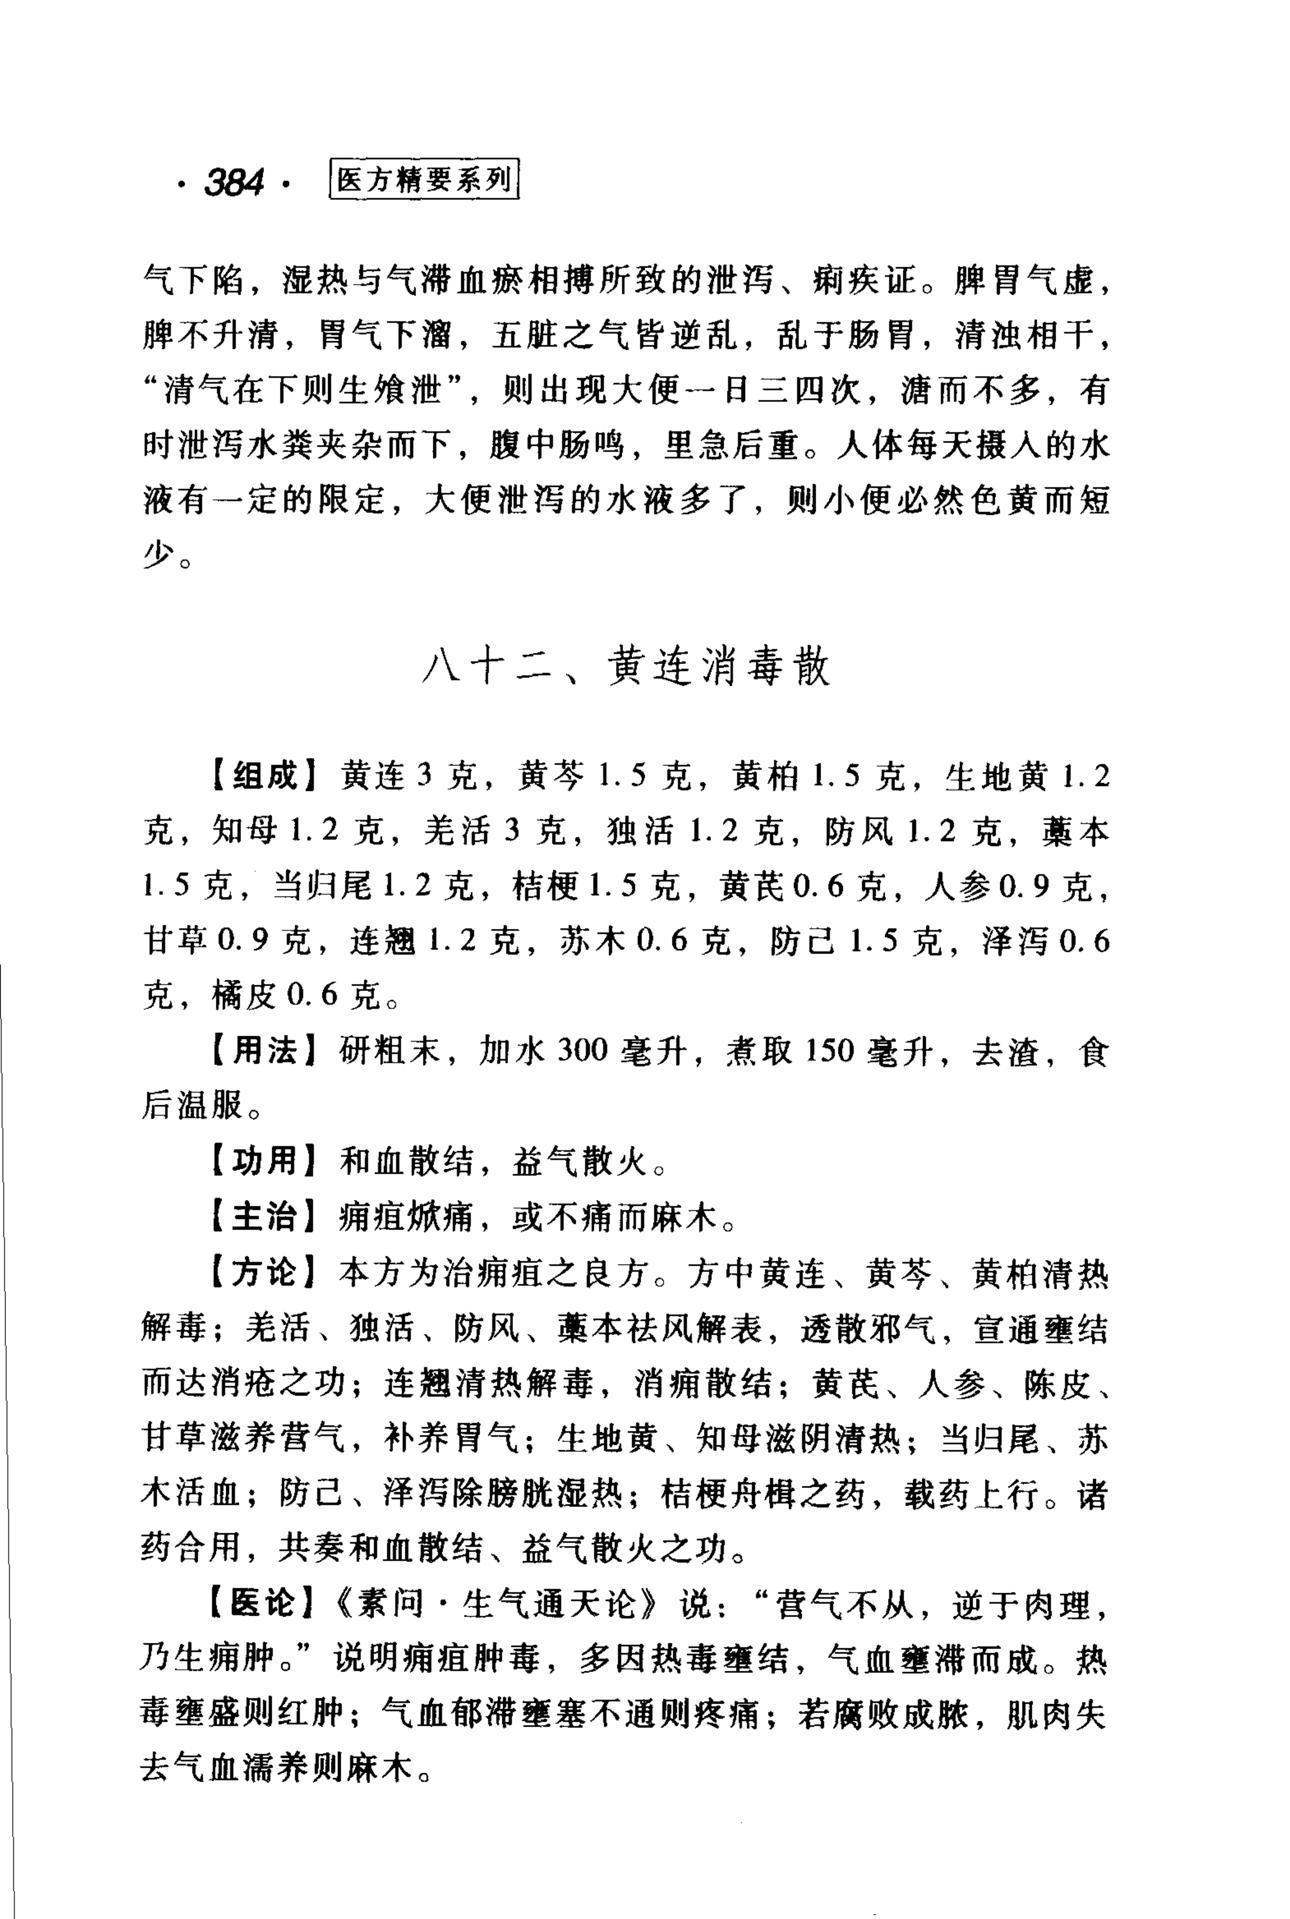 ·384· 医方精要系列
气下陷，湿热与气滞血瘀相搏所致的泄泻、痢疾证。脾胃气虚，
脾不升清，胃气下溜，五脏之气皆逆乱，乱于肠胃，清浊相干，
“清气在下则生飧泄”，则出现大便一日三四次，溏而不多，有
时泄泻水粪夹杂而下，腹中肠鸣，里急后重。人体每天摄入的水
液有一定的限定，大便泄泻的水液多了，则小便必然色黄而短
少。
八十二、黄连消毒散
【组成】黄连 3 克，黄芩 1.5 克，黄柏 1.5 克，生地黄 1.2
克，知母 1.2 克，羌活 3 克，独活 1.2 克，防风 1.2 克，藁本
1.5 克，当归尾 1.2 克，桔梗 1.5 克，黄芪 0.6 克，人参 0.9 克，
甘草 0.9 克，连翘 1.2 克，苏木 0.6 克，防己 1.5 克，泽泻 0.6
克，橘皮 0.6 克。
【用法】研粗末，加水 300 毫升，煮取 150 毫升，去渣，食
后温服。
【功用】和血散结，益气散火。
【主治】痈疽焮痛，或不痛而麻木。
【方论】本方为治痈疽之良方。方中黄连、黄芩、黄柏清热
解毒；羌活、独活、防风、藁本祛风解表，透散邪气，宣通壅结
而达消疮之功；连翘清热解毒，消痈散结；黄芪、人参、陈皮、
甘草滋养营气，补养胃气；生地黄、知母滋阴清热；当归尾、苏
木活血；防己、泽泻除膀胱湿热；桔梗舟楫之药，载药上行。诸
药合用，共奏和血散结、益气散火之功。
【医论】《素问·生气通天论》说：“营气不从，逆于肉理，
乃生痈肿。”说明痈疽肿毒，多因热毒壅结，气血壅滞而成。热
毒壅盛则红肿；气血郁滞壅塞不通则疼痛；若腐败成脓，肌肉失
去气血濡养则麻木。